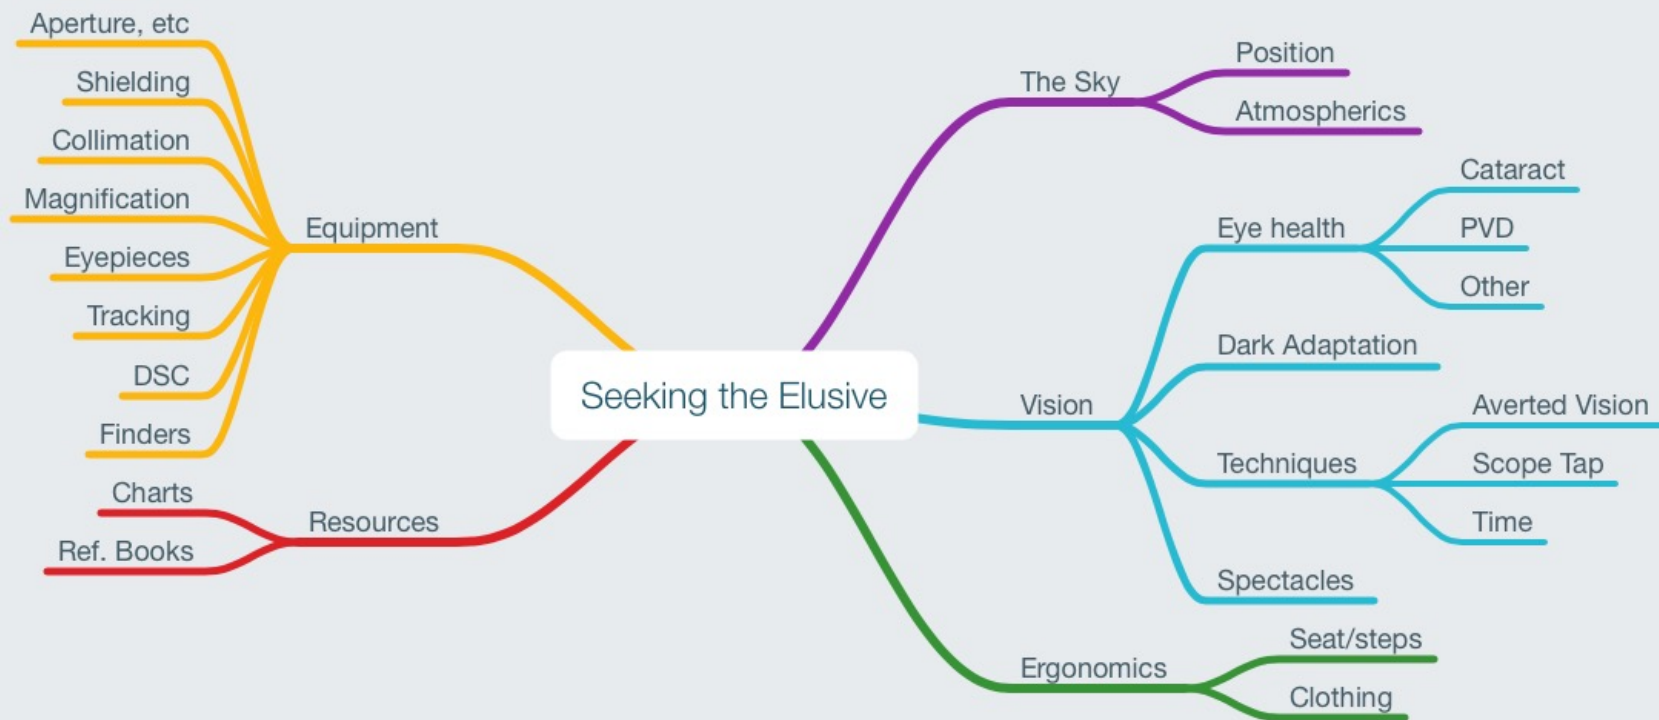 Seeking the Elusive
Equipment
Aperture, etc
Shielding
Collimation
Magnification
Eyepieces
Tracking
DSC
Finders
Resources
Charts
Ref. Books
The Sky
Position
Atmospherics
Vision
Eye health
Cataract
PVD
Other
Dark Adaptation
Techniques
Averted Vision
Scope Tap
Time
Spectacles
Ergonomics
Seat/steps
Clothing